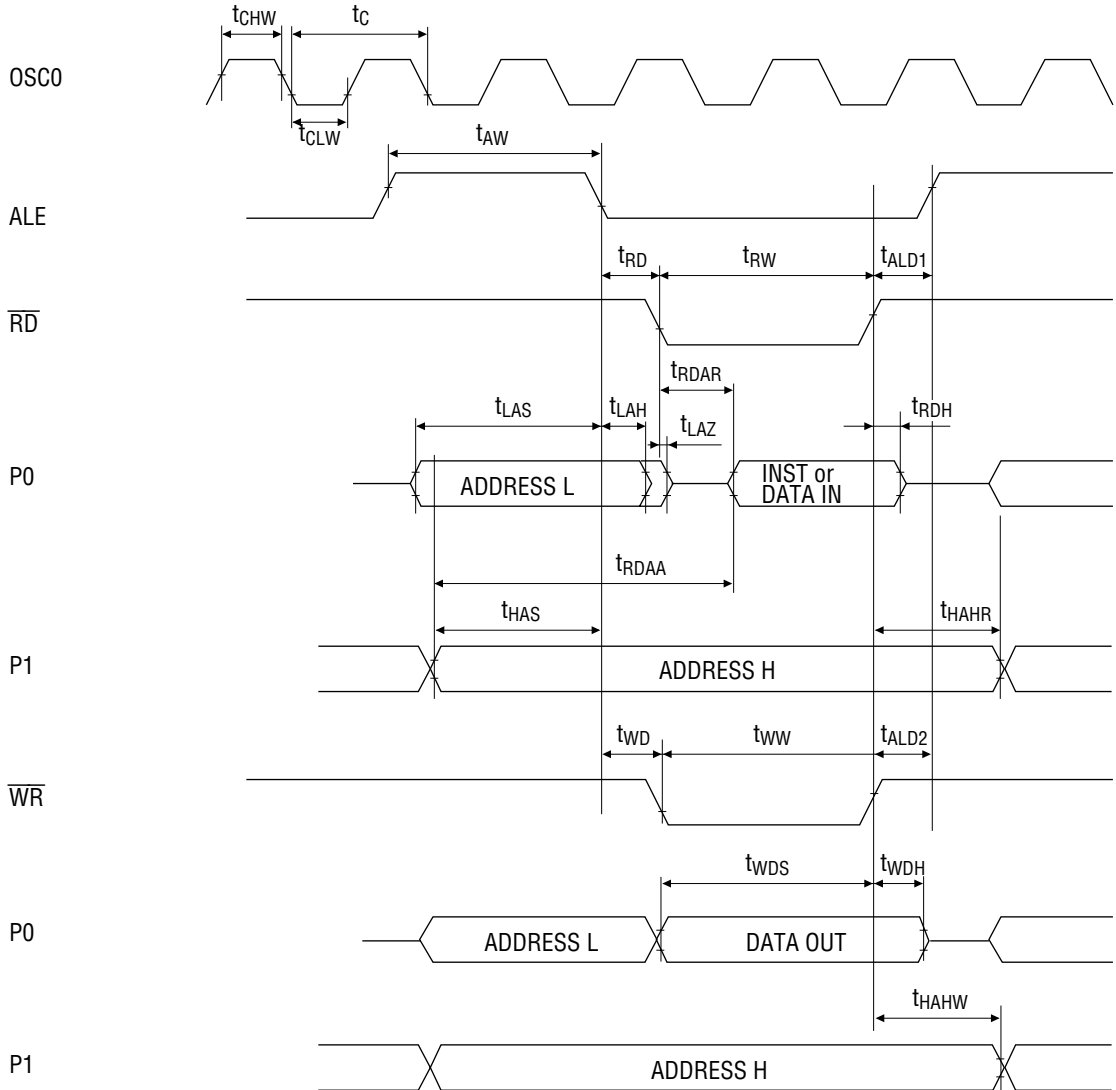 tCHW
tC
OSC0
tCLW
tAW
ALE
tRD
tRW
tALD1
RD
tRDAR
tLAS
tLAH
tLAZ
tRDH
P0
ADDRESS L
INST or
DATA IN
tRDAA
tHAS
tHAHR
P1
ADDRESS H
tWD
tWW
tALD2
WR
tWDS
tWDH
P0
ADDRESS L
DATA OUT
tHAHW
P1
ADDRESS H